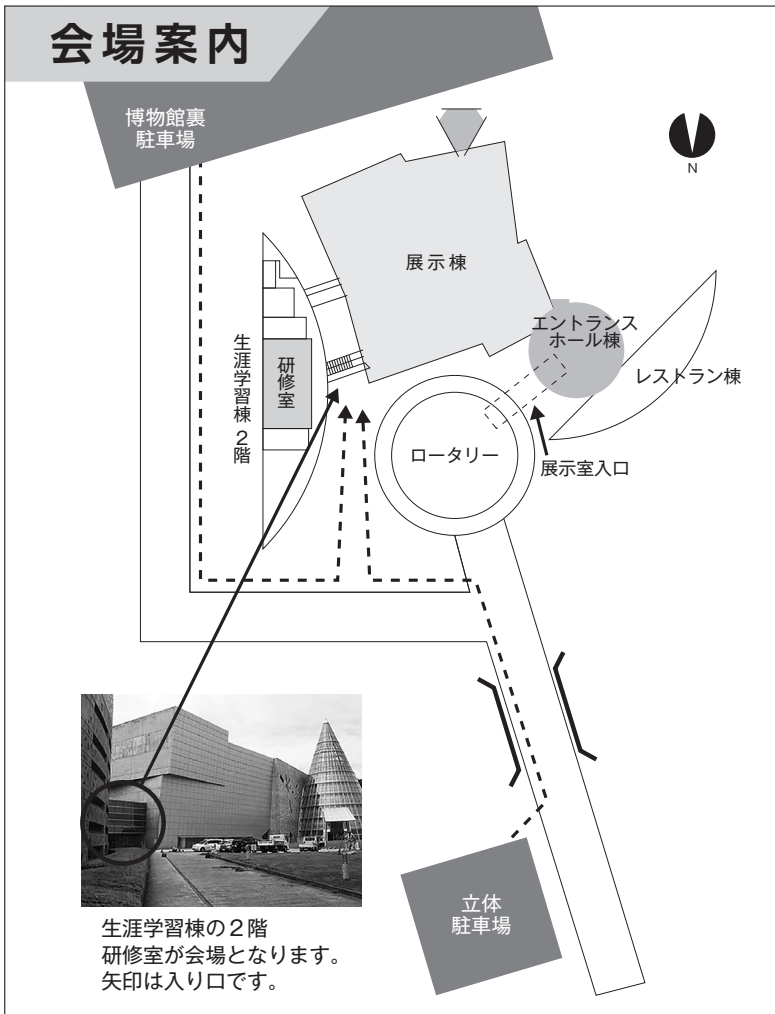 会場案内
博物館裏
駐車場
N
展示棟
エントランス
ホール棟
レストラン棟
生涯学習棟 2階
研修室
ロータリー
展示室入口
立体
駐車場
生涯学習棟の2階
研修室が会場となります。
矢印は入り口です。